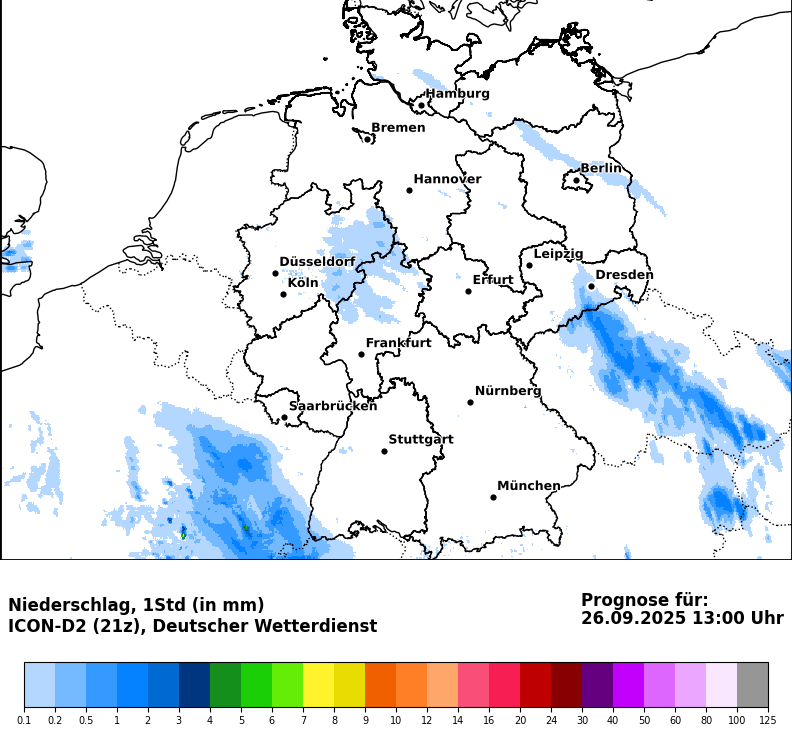 Hamburg
Bremen
Berlin
Hannover
Leipzig
Düsseldorf
Dresden
Köln
Erfurt
Frankfurt
Nürnberg
Saarbrücken
Stuttgart
München
Niederschlag, 1Std (in mm)
ICON-D2 (21z), Deutscher Wetterdienst
Prognose für:
26.09.2025 13:00 Uhr
0.1 0.2 0.5 1 2 3 4 5 6 7 8 9 10 12 14 16 20 24 30 40 50 60 80 100 125